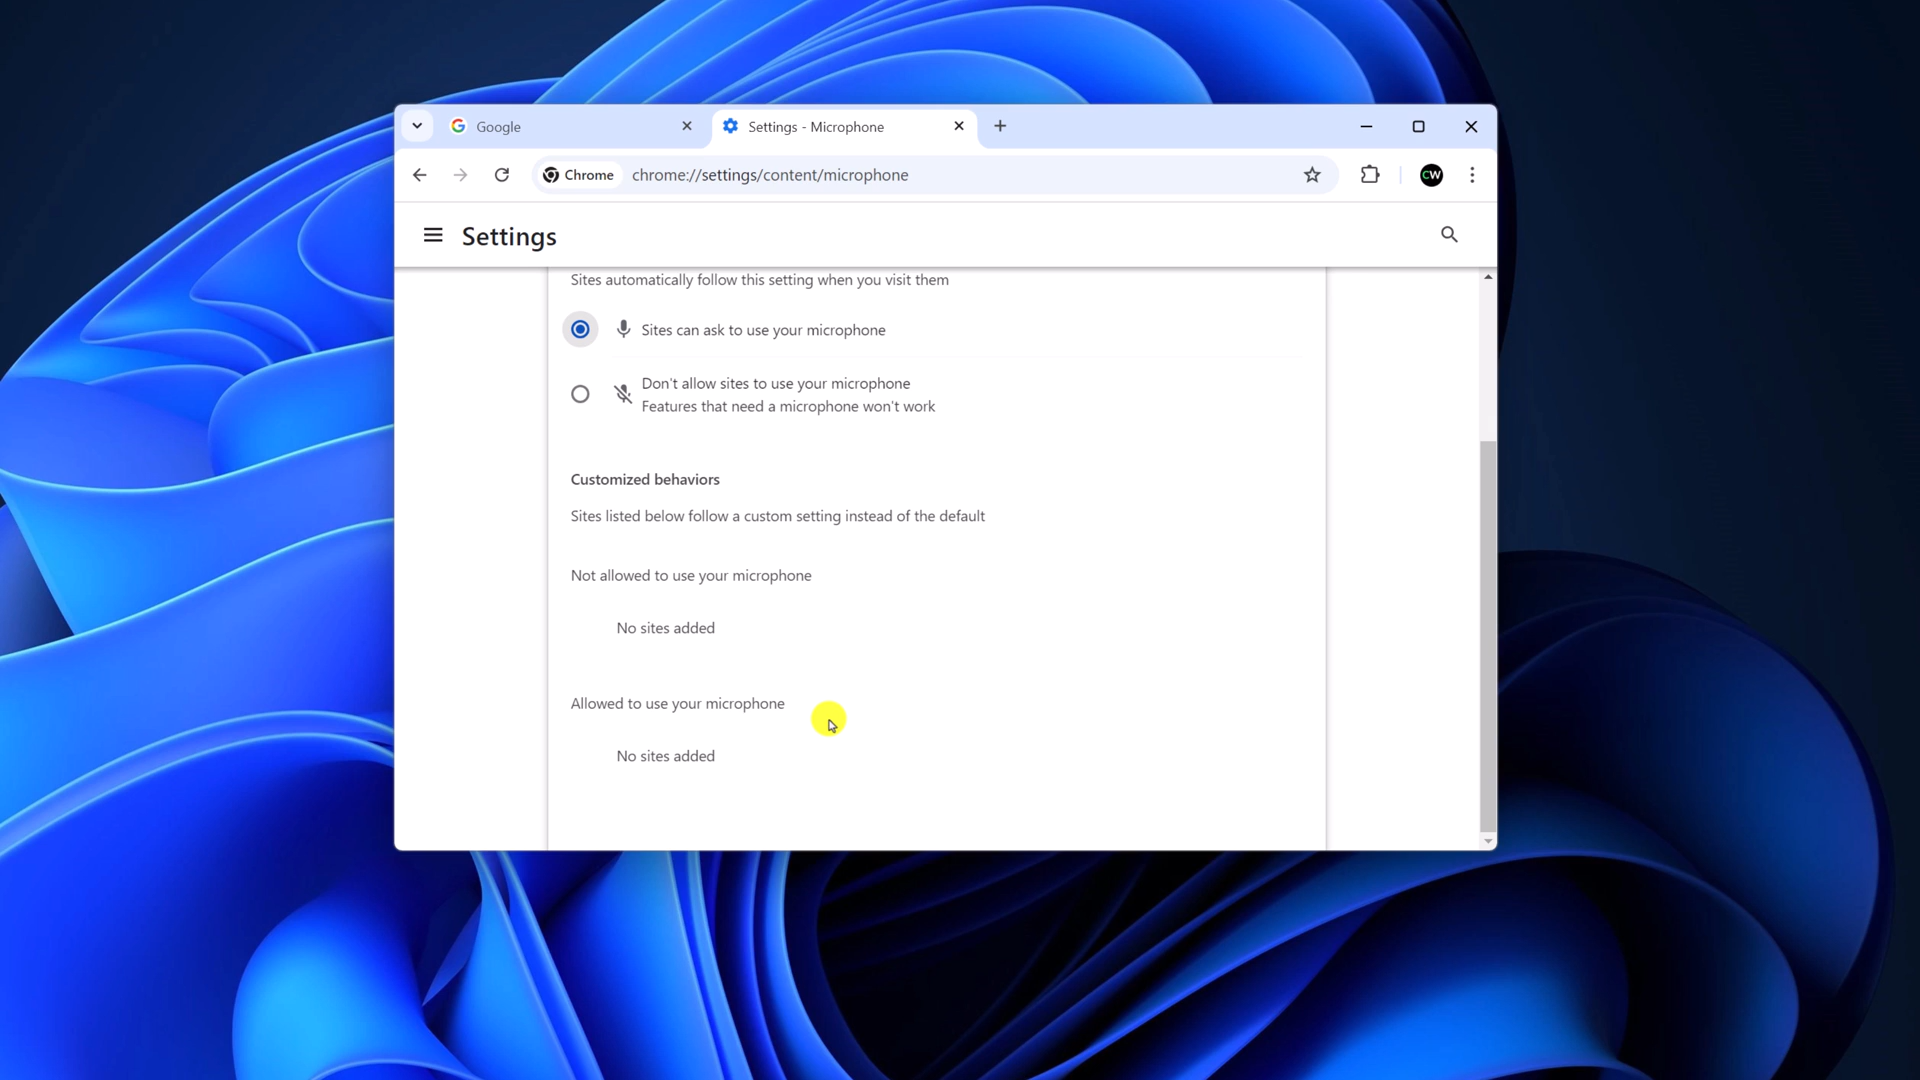 Google
Settings - Microphone
Chrome
chrome://settings/content/microphone
CW
Settings
Sites automatically follow this setting when you visit them
Sites can ask to use your microphone
Don't allow sites to use your microphone
Features that need a microphone won't work
Customized behaviors
Sites listed below follow a custom setting instead of the default
Not allowed to use your microphone
No sites added
Allowed to use your microphone
No sites added